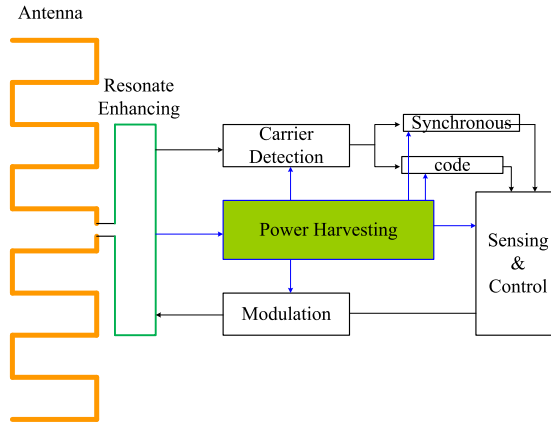 Antenna
Resonate
Enhancing
Carrier
Detection
Synchronous
code
Power Harvesting
Sensing
&
Control
Modulation